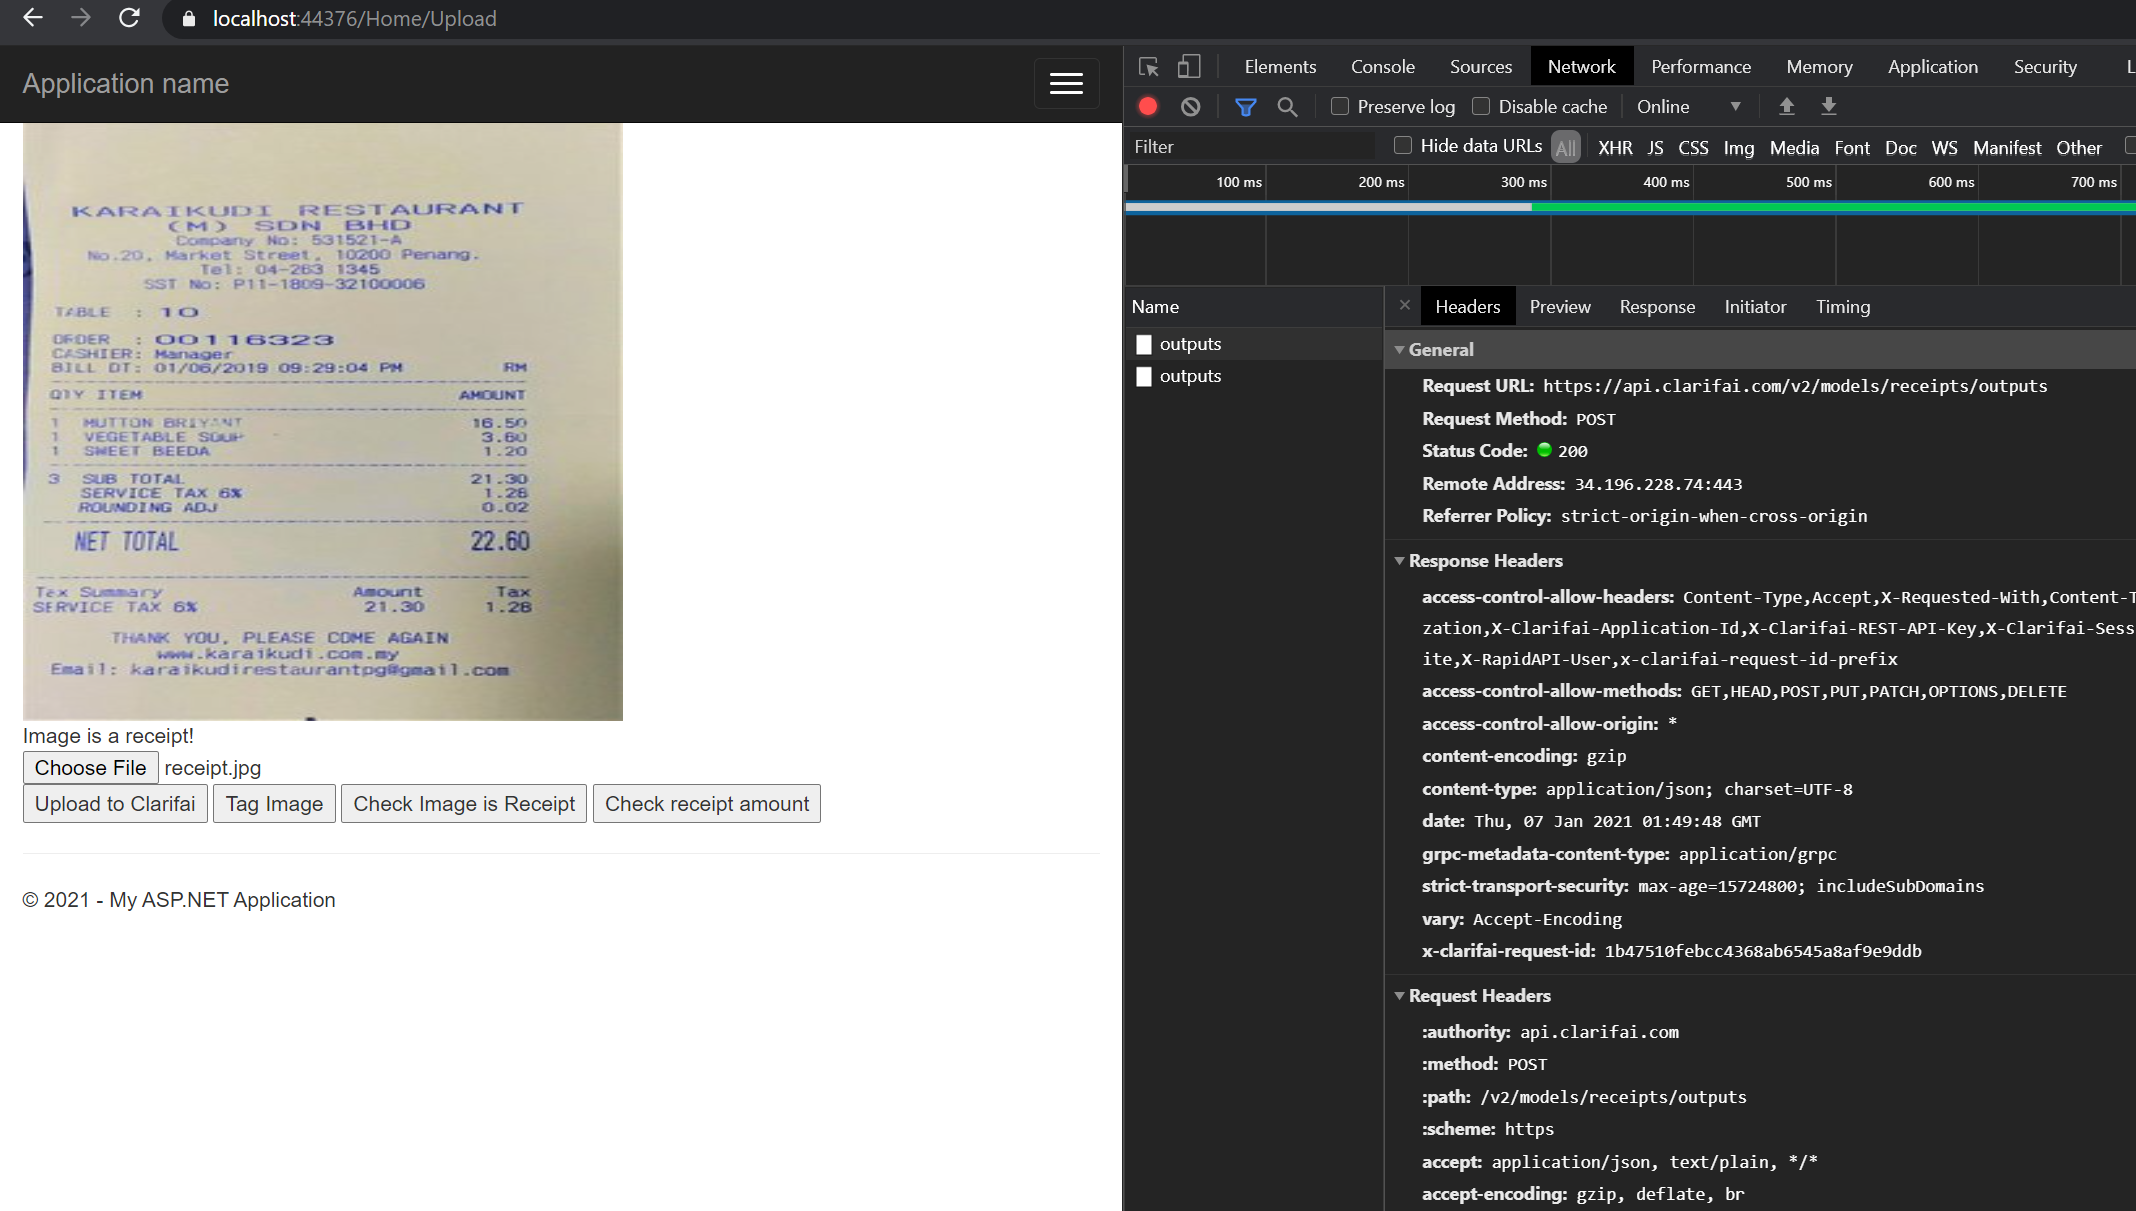 localhost:44376/Home/Upload
Application name
KARAIKUDI RESTAURANT
(M) SDN BHD
Company No: 531521-A
No.20, Market Street, 10200 Penang.
Tel: 04-263 1345
SST No: P11-1809-32100006
TABLE : 10
ORDER : 00116323
CASHIER: Manager
BILL DT: 01/06/2019 09:29:04 PM RM
QTY ITEM AMOUNT
1 MUTTON BRIYANI 16.50
1 VEGETABLE SOUP 3.60
1 SWEET BEEDA 1.20
3 SUB TOTAL 21.30
SERVICE TAX 6% 1.28
ROUNDING ADJ 0.02
NET TOTAL 22.60
Tax Summary Amount Tax
SERVICE TAX 6% 21.30 1.28
THANK YOU, PLEASE COME AGAIN
www.karaikudi.com.my
Email: karaikudirestaurantpg@gmail.com
Image is a receipt!
Choose File receipt.jpg
Upload to Clarifai Tag Image Check Image is Receipt Check receipt amount
© 2021 - My ASP.NET Application
Elements Console Sources Network Performance Memory Application Security L
Preserve log Disable cache Online
Filter Hide data URLs All XHR JS CSS Img Media Font Doc WS Manifest Other
100 ms 200 ms 300 ms 400 ms 500 ms 600 ms 700 ms
Name
outputs
outputs
× Headers Preview Response Initiator Timing
General
Request URL: https://api.clarifai.com/v2/models/receipts/outputs
Request Method: POST
Status Code: 200
Remote Address: 34.196.228.74:443
Referrer Policy: strict-origin-when-cross-origin
Response Headers
access-control-allow-headers: Content-Type,Accept,X-Requested-With,Content-T
zation,X-Clarifai-Application-Id,X-Clarifai-REST-API-Key,X-Clarifai-Sess
ite,X-RapidAPI-User,x-clarifai-request-id-prefix
access-control-allow-methods: GET,HEAD,POST,PUT,PATCH,OPTIONS,DELETE
access-control-allow-origin: *
content-encoding: gzip
content-type: application/json; charset=UTF-8
date: Thu, 07 Jan 2021 01:49:48 GMT
grpc-metadata-content-type: application/grpc
strict-transport-security: max-age=15724800; includeSubDomains
vary: Accept-Encoding
x-clarifai-request-id: 1b47510febcc4368ab6545a8af9e9ddb
Request Headers
:authority: api.clarifai.com
:method: POST
:path: /v2/models/receipts/outputs
:scheme: https
accept: application/json, text/plain, */*
accept-encoding: gzip, deflate, br